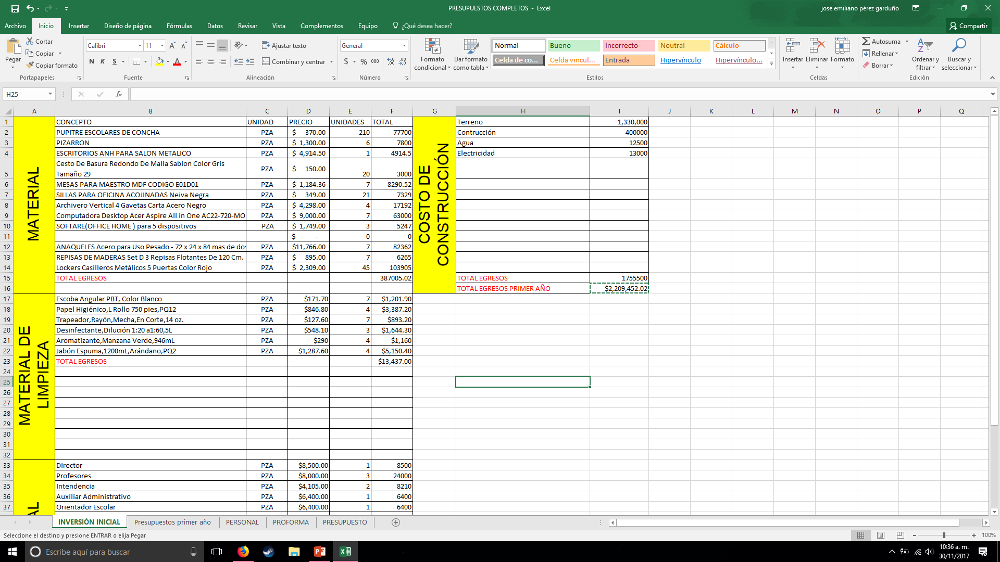 PRESUPUESTOS COMPLETOS - Excel
josé emiliano pérez garduño
Archivo Inicio Insertar Diseño de página Fórmulas Datos Revisar Vista Complementos Equipo ¿Qué desea hacer? Compartir
Pegar
Cortar
Copiar
Copiar formato
Portapapeles
Calibri 11
N K S
Fuente
Ajustar texto
Combinar y centrar
Alineación
General
$ % 000
Número
Formato condicional
Dar formato como tabla
Normal Bueno Incorrecto Neutral Cálculo
Celda de co... Celda vincul... Entrada Hipervínculo Hipervínculo...
Estilos
Insertar Eliminar Formato
Celdas
Autosuma
Rellenar
Borrar
Ordenar y filtrar
Buscar y seleccionar
Edición
H25 fx
A B C D E F G H I J K L M N O P Q
MATERIAL
COSTO DE CONSTRUCCIÓN
1 CONCEPTO UNIDAD PRECIO UNIDADES TOTAL Terreno 1,330,000
2 PUPITRE ESCOLARES DE CONCHA PZA $ 370.00 210 77700 Contrucción 400000
3 PIZARRON PZA $ 1,300.00 6 7800 Agua 12500
4 ESCRITORIOS ANH PARA SALON METALICO PZA $ 4,914.50 1 4914.5 Electricidad 13000
5 Cesto De Basura Redondo De Malla Sablon Color Gris Tamaño 29 PZA $ 150.00 20 3000
6 MESAS PARA MAESTRO MDF CODIGO E01D01 PZA $ 1,184.36 7 8290.52
7 SILLAS PARA OFICINA ACOJINADAS Neiva Negra PZA $ 349.00 21 7329
8 Archivero Vertical 4 Gavetas Carta Acero Negro PZA $ 4,298.00 4 17192
9 Computadora Desktop Acer Aspire All in One AC22-720-MO PZA $ 9,000.00 7 63000
10 SOFTARE(OFFICE HOME ) para 5 dispositivos PZA $ 1,749.00 3 5247
11 $ - 0 0
12 ANAQUELES Acero para Uso Pesado - 72 x 24 x 84 mas de dos PZA $11,766.00 7 82362
13 REPISAS DE MADERAS Set D 3 Repisas Flotantes De 120 Cm. PZA $ 895.00 7 6265
14 Lockers Casilleros Metálicos 5 Puertas Color Rojo PZA $ 2,309.00 45 103905
15 TOTAL EGRESOS 387005.02 TOTAL EGRESOS 1755500
16 TOTAL EGRESOS PRIMER AÑO $2,209,452.02
MATERIAL DE LIMPIEZA
17 Escoba Angular PBT, Color Blanco PZA $171.70 7 $1,201.90
18 Papel Higiénico,L Rollo 750 pies,PQ12 PZA $846.80 4 $3,387.20
19 Trapeador,Rayón,Mecha,En Corte,14 oz. PZA $127.60 7 $893.20
20 Desinfectante,Dilución 1:20 a1:60,5L PZA $548.10 3 $1,644.30
21 Aromatizante,Manzana Verde,946mL PZA $290 4 $1,160
22 Jabón Espuma,1200mL,Arándano,PQ2 PZA $1,287.60 4 $5,150.40
23 TOTAL EGRESOS $13,437.00
24
25
26
27
28
29
30
31
32
33 Director PZA $8,500.00 1 8500
34 Profesores PZA $8,000.00 3 24000
35 Intendencia PZA $4,105.00 2 8210
36 Auxiliar Administrativo PZA $6,400.00 1 6400
37 Orientador Escolar PZA $6,400.00 1 6400
AL
INVERSIÓN INICIAL Presupuestos primer año PERSONAL PROFORMA PRESUPUESTO
Seleccione el destino y presione ENTRAR o elija Pegar
100%
Escribe aquí para buscar
10:36 a. m.
30/11/2017